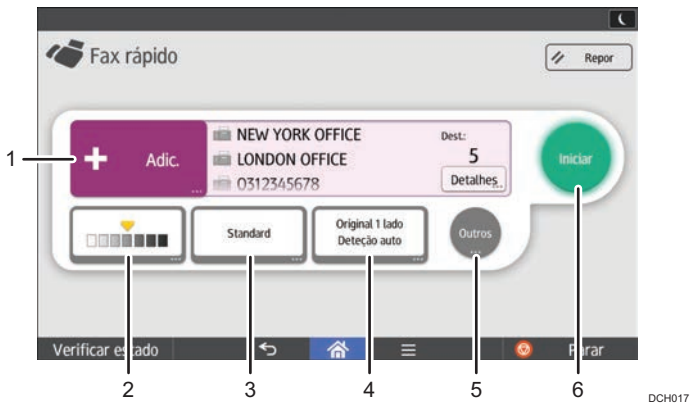 Fax rápido
Repor
1
Adic.
NEW YORK OFFICE
LONDON OFFICE
0312345678
Dest.:
5
Detalhes
Iniciar
Standard
Original 1 lado
Deteção auto
Outros
Verificar estado
Parar
2
3
4
5
6
DCH017